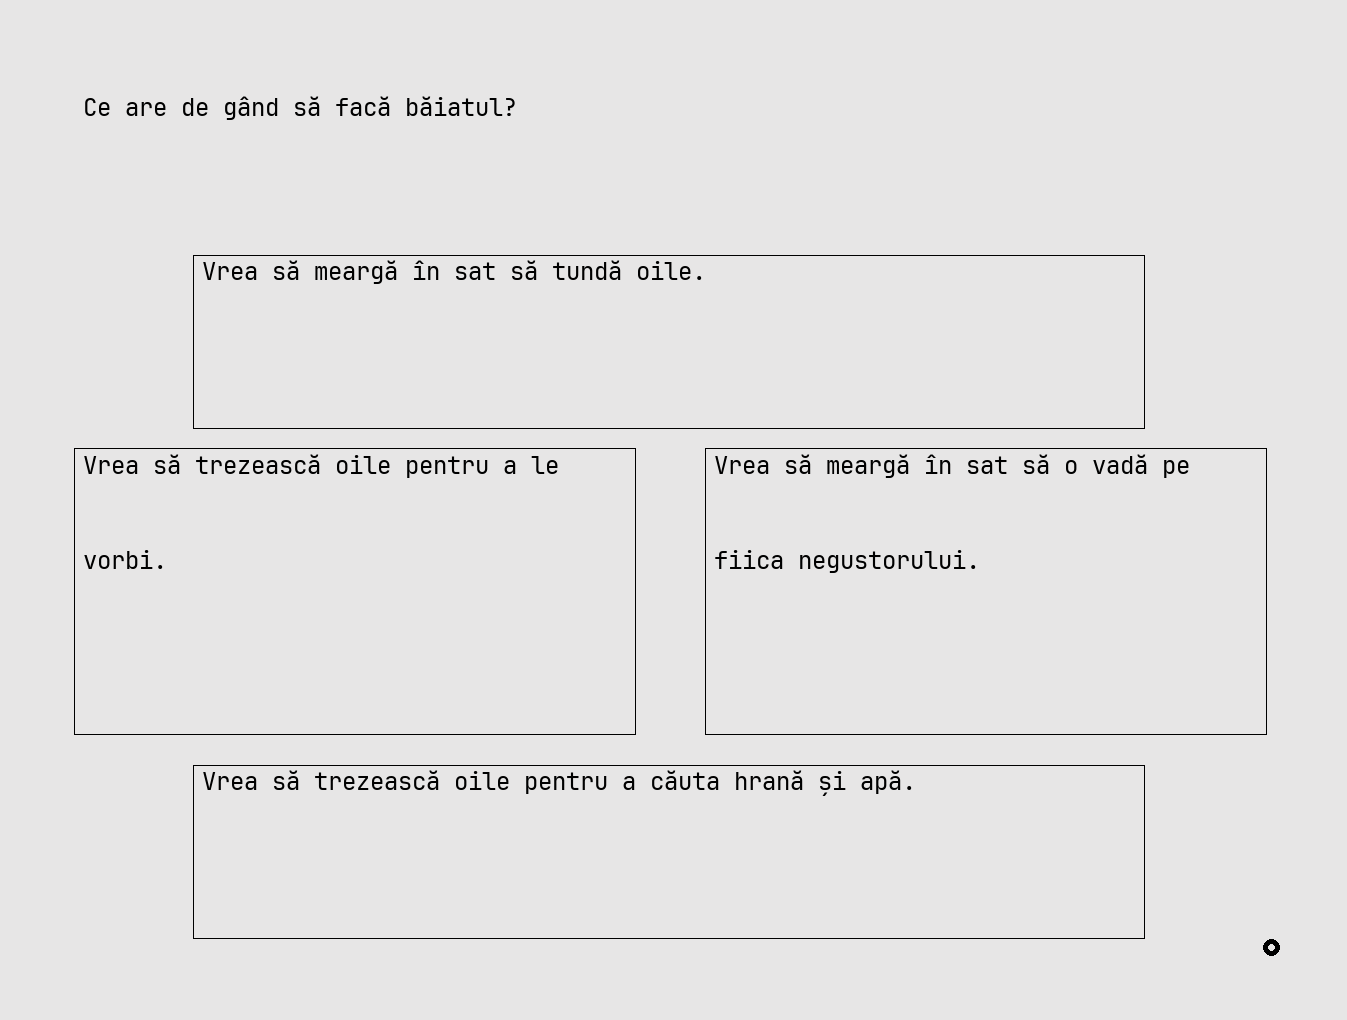 Ce are de gând să facă băiatul?
Vrea să meargă în sat să tundă oile.
Vrea să trezească oile pentru a le
vorbi.
Vrea să meargă în sat să o vadă pe
fiica negustorului.
Vrea să trezească oile pentru a căuta hrană și apă.